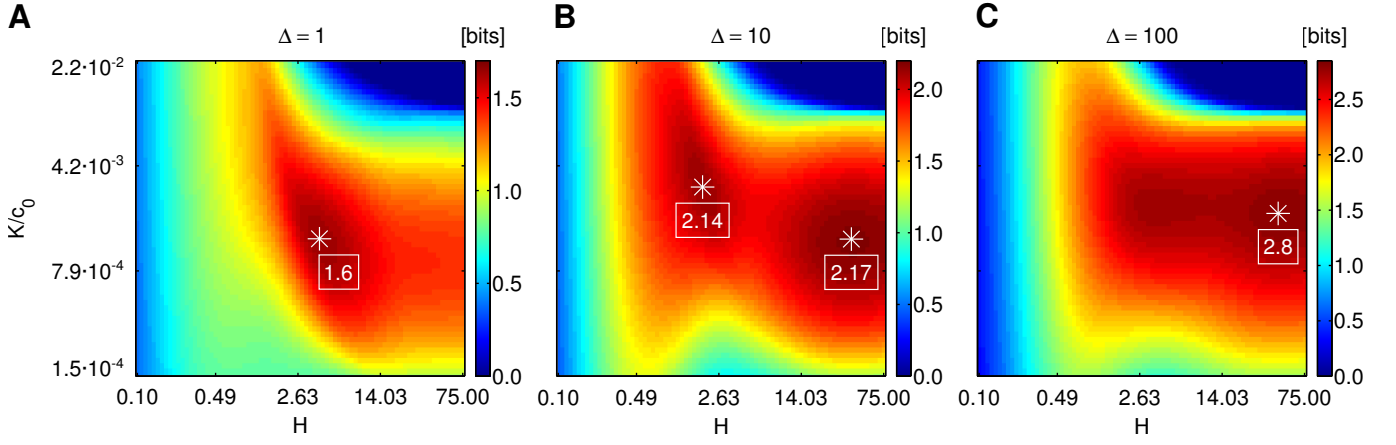 A
Δ = 1
[bits]
2.2·10⁻²
4.2·10⁻³
7.9·10⁻⁴
1.5·10⁻⁴
K/c₀
1.6
0.10
0.49
2.63
14.03
75.00
H
1.5
1.0
0.5
0.0
B
Δ = 10
[bits]
2.14
2.17
0.10
0.49
2.63
14.03
75.00
H
2.0
1.5
1.0
0.5
0.0
C
Δ = 100
[bits]
2.8
0.10
0.49
2.63
14.03
75.00
H
2.5
2.0
1.5
1.0
0.5
0.0